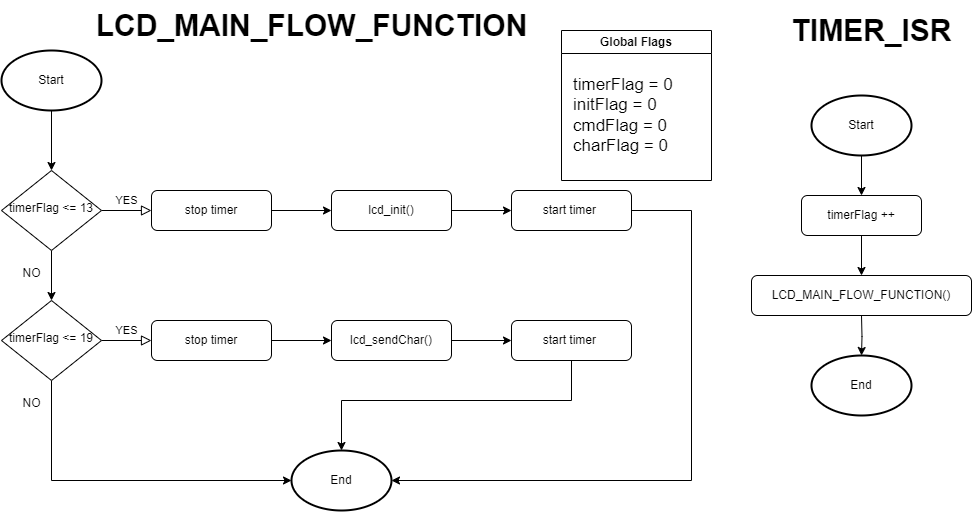 LCD_MAIN_FLOW_FUNCTION
TIMER_ISR
Global Flags
timerFlag = 0
initFlag = 0
cmdFlag = 0
charFlag = 0
Start
timerFlag <= 13
YES
stop timer
lcd_init()
start timer
NO
timerFlag <= 19
YES
stop timer
lcd_sendChar()
start timer
NO
End
Start
timerFlag ++
LCD_MAIN_FLOW_FUNCTION()
End